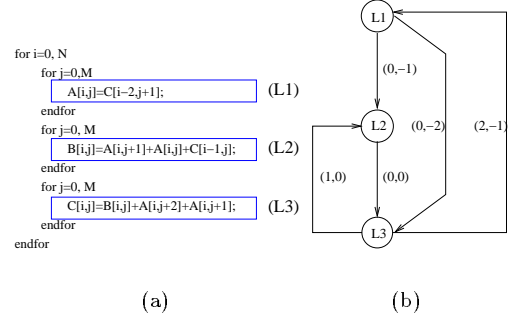 for i=0, N
for j=0,M
A[i,j]=C[i−2,j+1]; (L1)
endfor
for j=0, M
B[i,j]=A[i,j+1]+A[i,j]+C[i−1,j]; (L2)
endfor
for j=0, M
C[i,j]=B[i,j]+A[i,j+2]+A[i,j+1]; (L3)
endfor
endfor
(a)
L1
(0,−1)
L2 (0,−2) (2,−1)
(1,0) (0,0)
L3
(b)